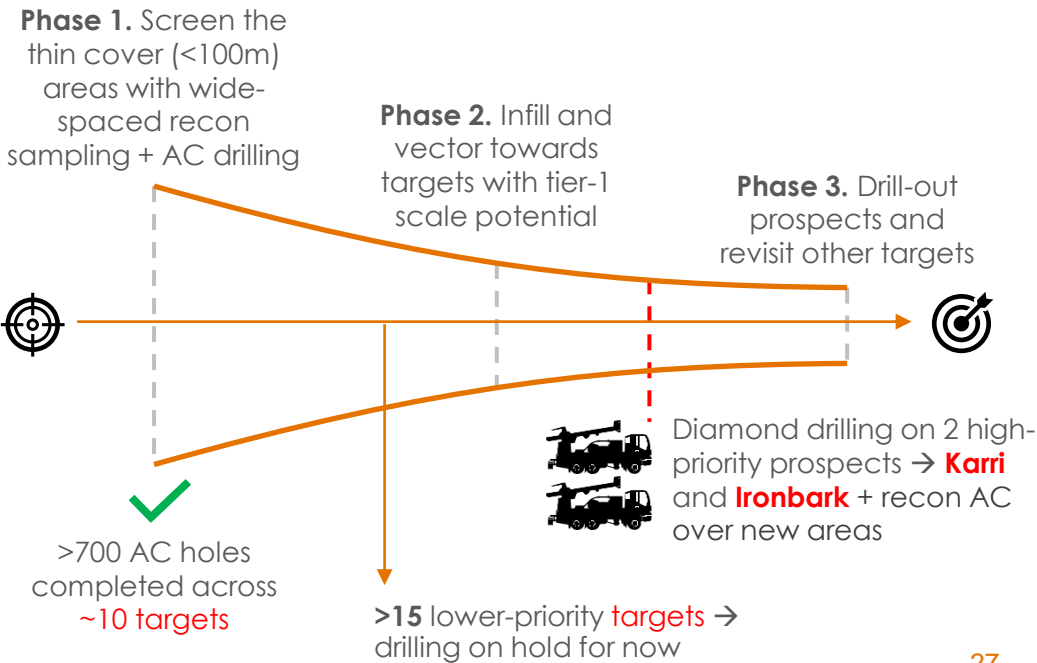 Phase 1. Screen the
thin cover (<100m)
areas with wide-
spaced recon
sampling + AC drilling
Phase 2. Infill and
vector towards
targets with tier-1
scale potential
Phase 3. Drill-out
prospects and
revisit other targets
Diamond drilling on 2 high-
priority prospects → Karri
and Ironbark + recon AC
over new areas
>700 AC holes
completed across
~10 targets
>15 lower-priority targets →
drilling on hold for now
27